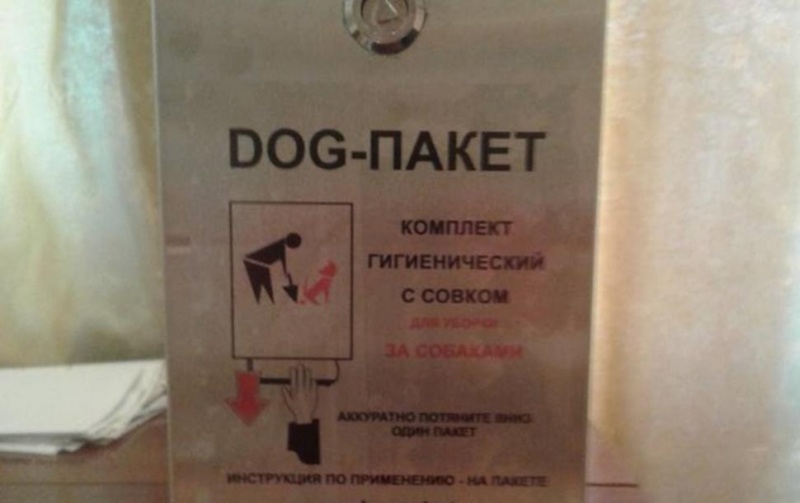 DOG-ПАКЕТ
КОМПЛЕКТ
ГИГИЕНИЧЕСКИЙ
С СОВКОМ
ДЛЯ УБОРКИ
ЗА СОБАКАМИ
АККУРАТНО ПОТЯНИТЕ ВНИЗ
ОДИН ПАКЕТ
ИНСТРУКЦИЯ ПО ПРИМЕНЕНИЮ - НА ПАКЕТЕ